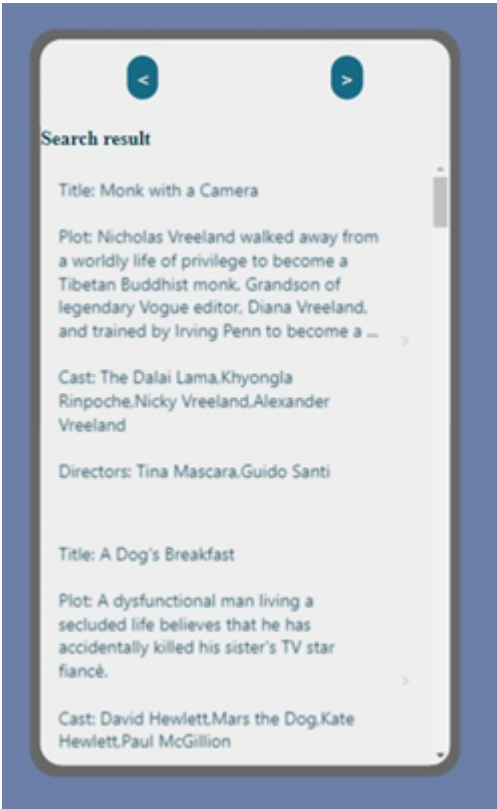 < >
Search result
Title: Monk with a Camera
Plot: Nicholas Vreeland walked away from
a worldly life of privilege to become a
Tibetan Buddhist monk. Grandson of
legendary Vogue editor, Diana Vreeland,
and trained by Irving Penn to become a ...
Cast: The Dalai Lama,Khyongla
Rinpoche,Nicky Vreeland,Alexander
Vreeland
Directors: Tina Mascara,Guido Santi
Title: A Dog's Breakfast
Plot: A dysfunctional man living a
secluded life believes that he has
accidentally killed his sister's TV star
fiancè.
Cast: David Hewlett,Mars the Dog,Kate
Hewlett,Paul McGillion